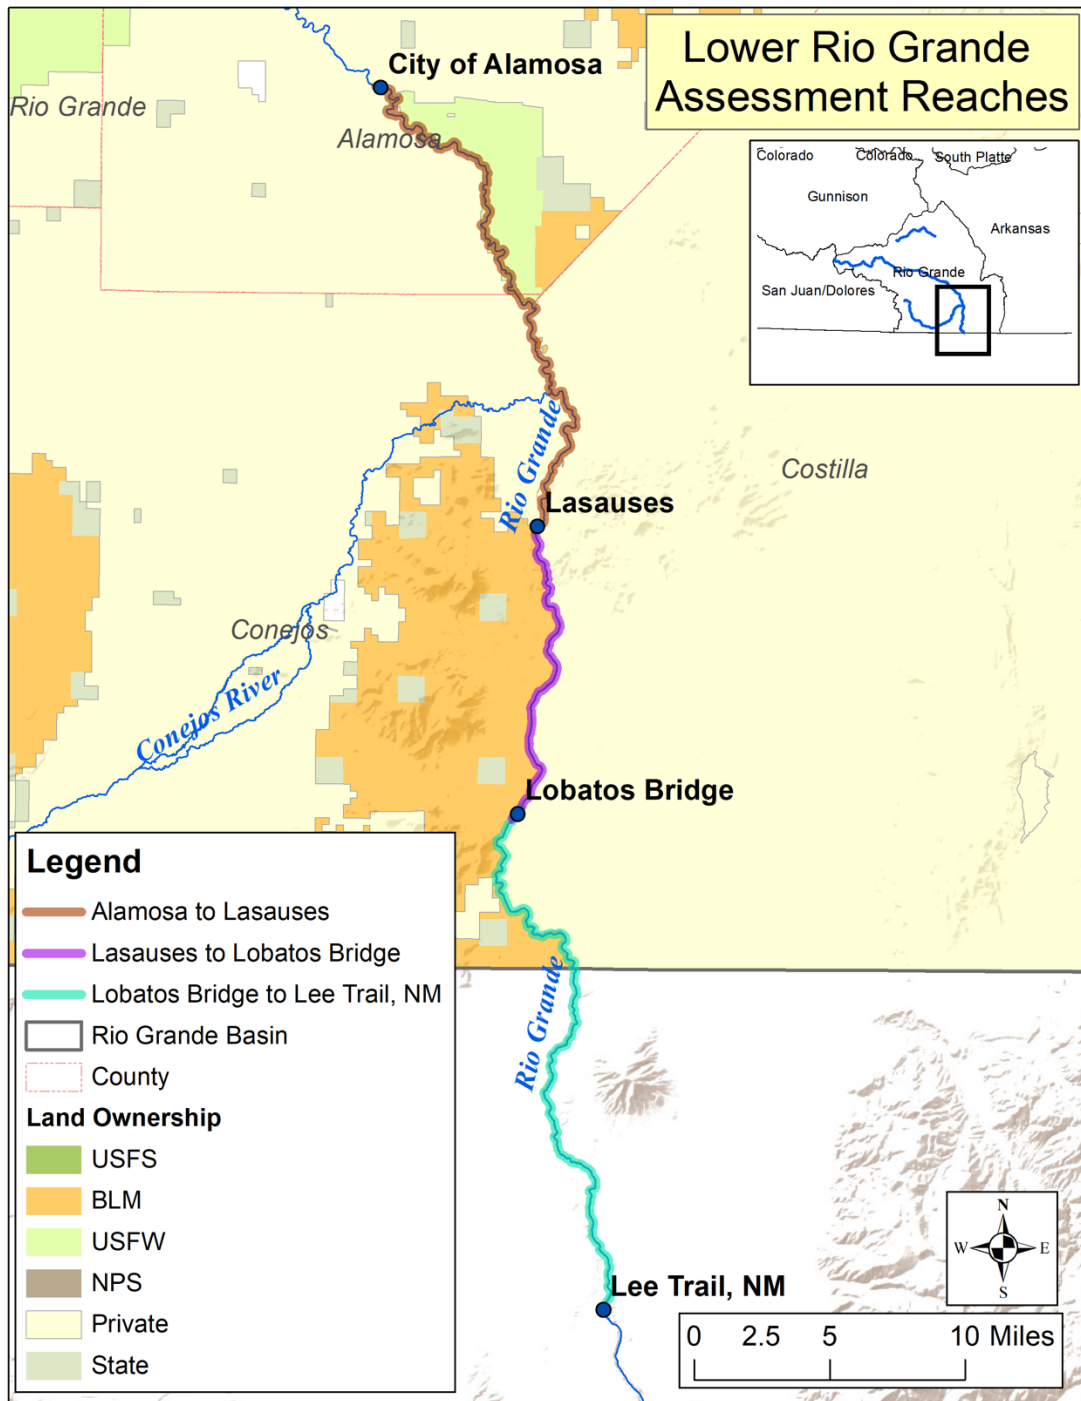 Lower Rio Grande
Assessment Reaches
City of Alamosa
Rio Grande
Alamosa
Colorado
Colorado
South Platte
Gunnison
Arkansas
Rio Grande
San Juan/Dolores
Rio Grande
Costilla
Lasauses
Conejos
Conejos River
Lobatos Bridge
Legend
Alamosa to Lasauses
Lasauses to Lobatos Bridge
Lobatos Bridge to Lee Trail, NM
Rio Grande Basin
County
Land Ownership
USFS
BLM
USFW
NPS
Private
State
Rio Grande
Lee Trail, NM
N
W E
S
0 2.5 5 10 Miles